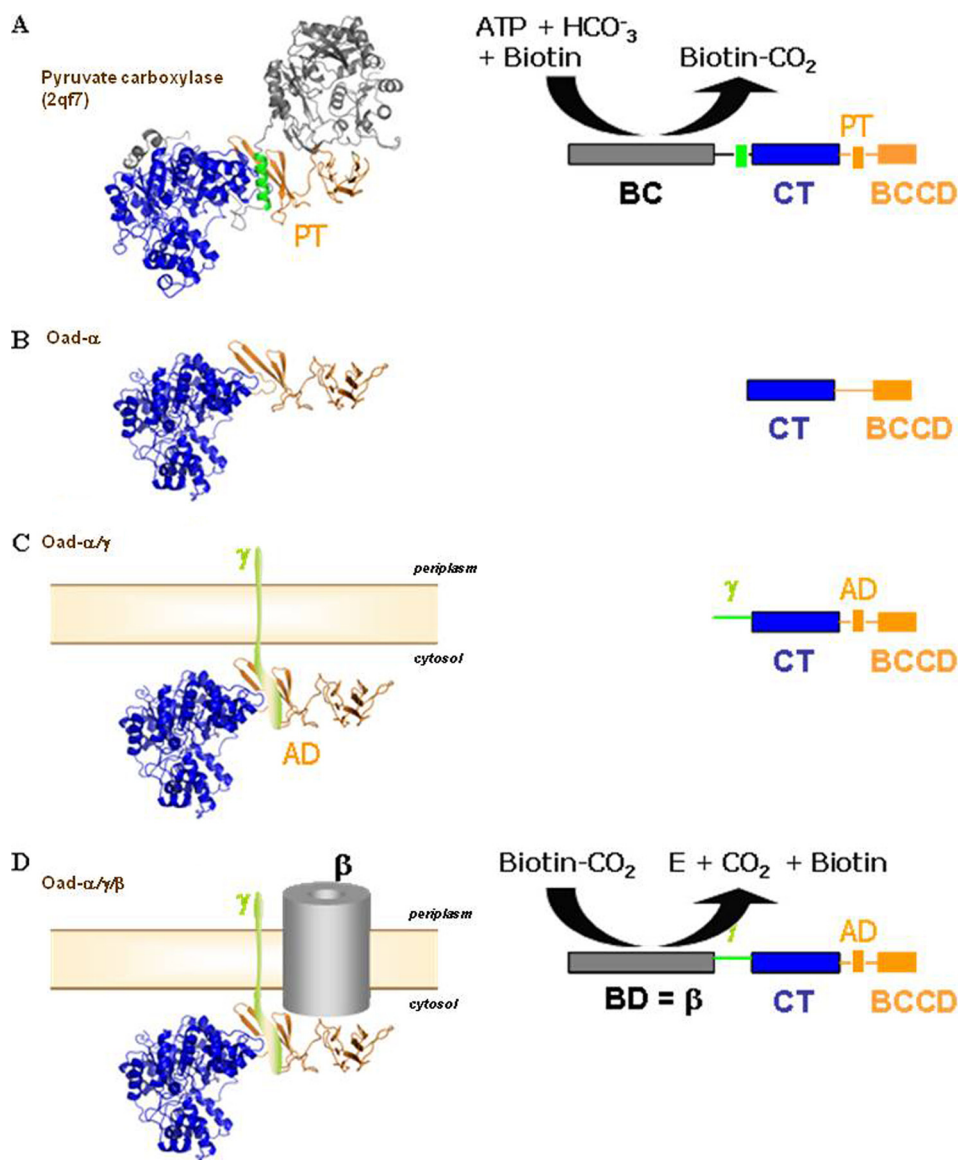 A
Pyruvate carboxylase
(2qf7)
PT
ATP + HCO⁻₃
+ Biotin
Biotin-CO₂
PT
BC
CT
BCCD
B
Oad-α
CT
BCCD
C
Oad-α/γ
γ
periplasm
cytosol
AD
γ
AD
CT
BCCD
D
Oad-α/γ/β
γ
β
periplasm
cytosol
Biotin-CO₂
E + CO₂ + Biotin
γ
AD
BD = β
CT
BCCD